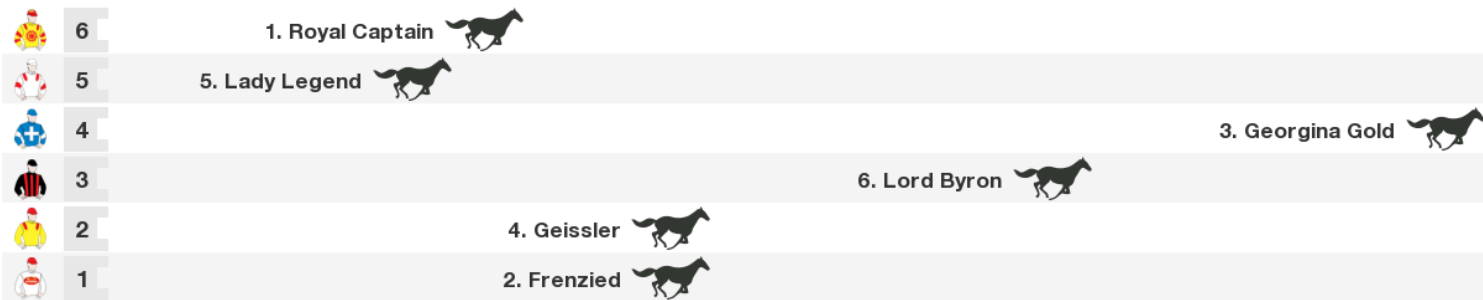 6 1. Royal Captain
5 5. Lady Legend
4 3. Georgina Gold
3 6. Lord Byron
2 4. Geissler
1 2. Frenzied